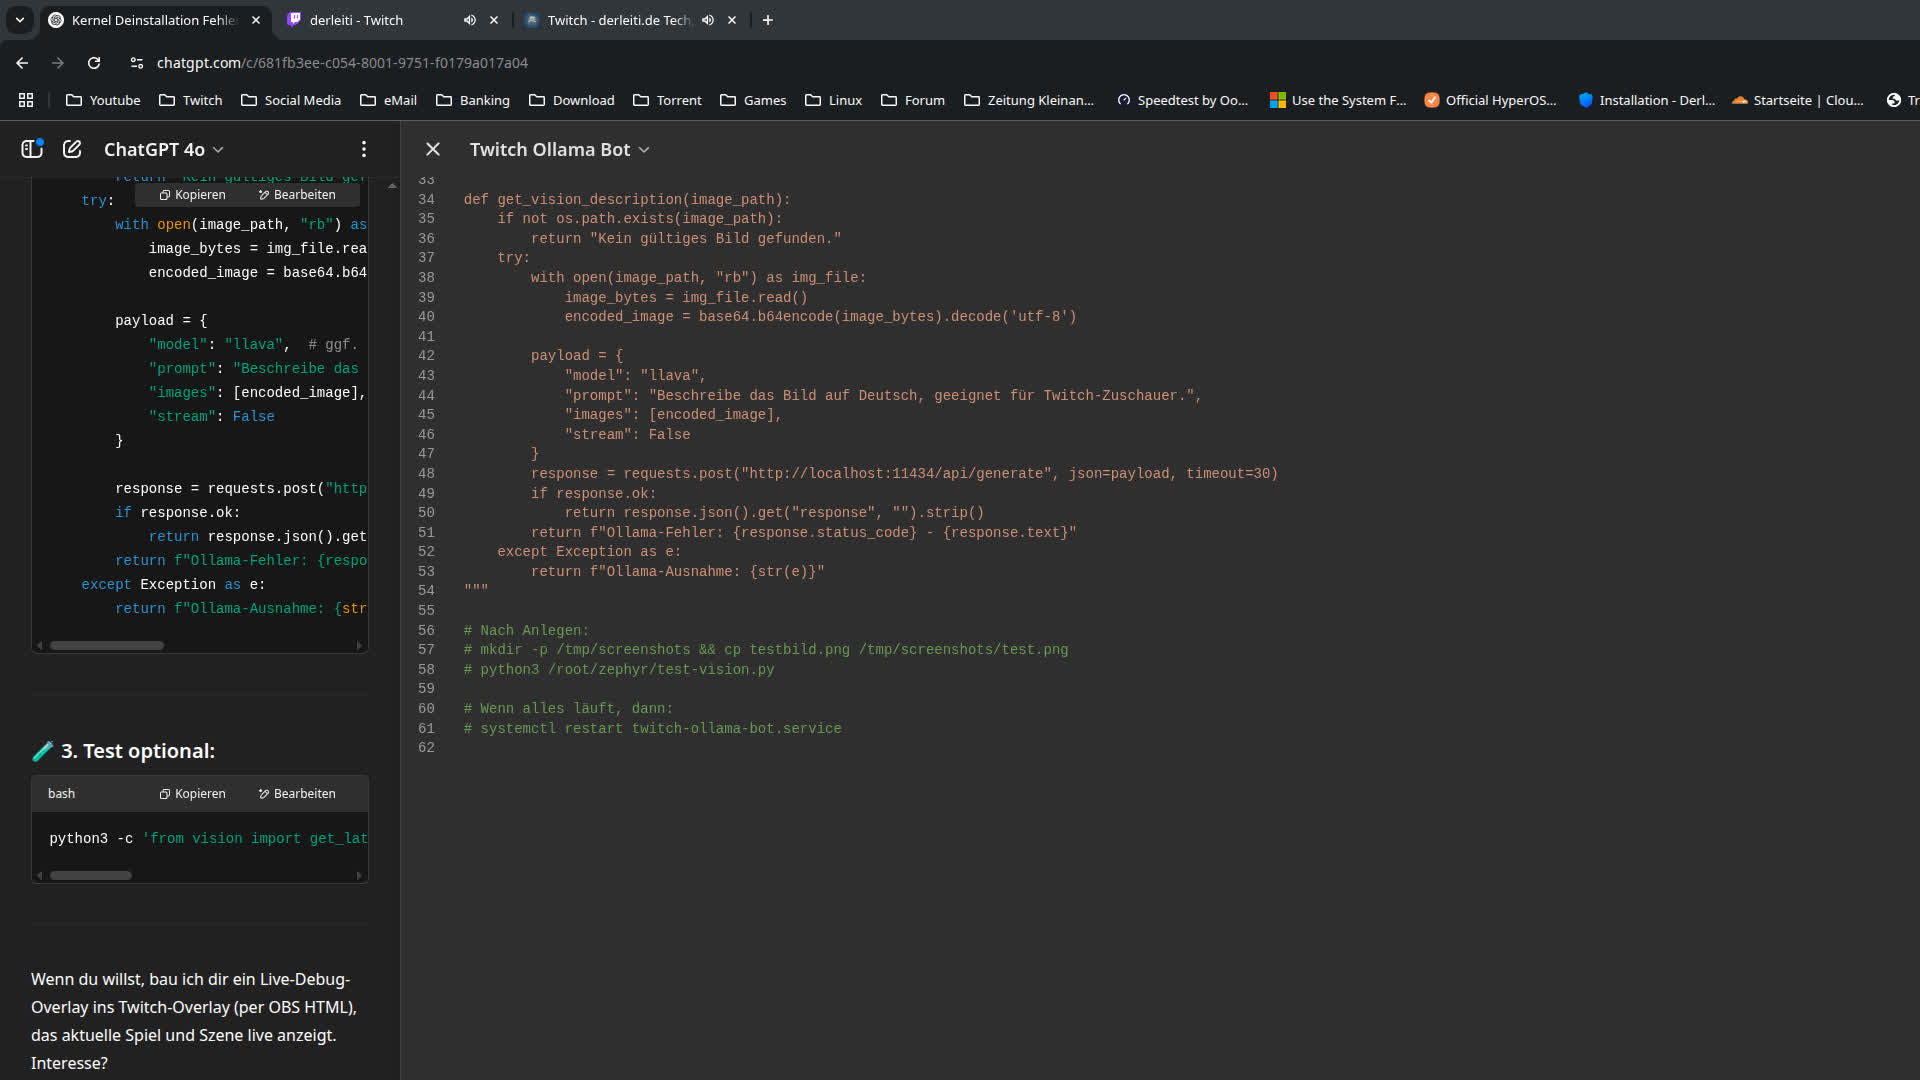 Kernel Deinstallation Fehle
derleiti - Twitch
Twitch - derleiti.de Tech
chatgpt.com/c/681fb3ee-c054-8001-9751-f0179a017a04
Youtube
Twitch
Social Media
eMail
Banking
Download
Torrent
Games
Linux
Forum
Zeitung Kleinan...
Speedtest by Oo...
Use the System F...
Official HyperOS...
Installation - Derl...
Startseite | Clou...
Tr
ChatGPT 4o
return "Kein gültiges Bild gef
Kopieren
Bearbeiten
try:
with open(image_path, "rb") as
image_bytes = img_file.rea
encoded_image = base64.b64
payload = {
"model": "llava",  # ggf.
"prompt": "Beschreibe das
"images": [encoded_image],
"stream": False
}
response = requests.post("http
if response.ok:
return response.json().get
return f"Ollama-Fehler: {respo
except Exception as e:
return f"Ollama-Ausnahme: {str
3. Test optional:
bash
Kopieren
Bearbeiten
python3 -c 'from vision import get_lat
Wenn du willst, bau ich dir ein Live-Debug-
Overlay ins Twitch-Overlay (per OBS HTML),
das aktuelle Spiel und Szene live anzeigt.
Interesse?
Twitch Ollama Bot
33
34 def get_vision_description(image_path):
35 if not os.path.exists(image_path):
36 return "Kein gültiges Bild gefunden."
37 try:
38 with open(image_path, "rb") as img_file:
39 image_bytes = img_file.read()
40 encoded_image = base64.b64encode(image_bytes).decode('utf-8')
41
42 payload = {
43 "model": "llava",
44 "prompt": "Beschreibe das Bild auf Deutsch, geeignet für Twitch-Zuschauer.",
45 "images": [encoded_image],
46 "stream": False
47 }
48 response = requests.post("http://localhost:11434/api/generate", json=payload, timeout=30)
49 if response.ok:
50 return response.json().get("response", "").strip()
51 return f"Ollama-Fehler: {response.status_code} - {response.text}"
52 except Exception as e:
53 return f"Ollama-Ausnahme: {str(e)}"
54 """
55
56 # Nach Anlegen:
57 # mkdir -p /tmp/screenshots && cp testbild.png /tmp/screenshots/test.png
58 # python3 /root/zephyr/test-vision.py
59
60 # Wenn alles läuft, dann:
61 # systemctl restart twitch-ollama-bot.service
62